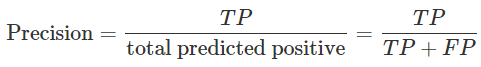 Precision = TP / total predicted positive = TP / TP + FP